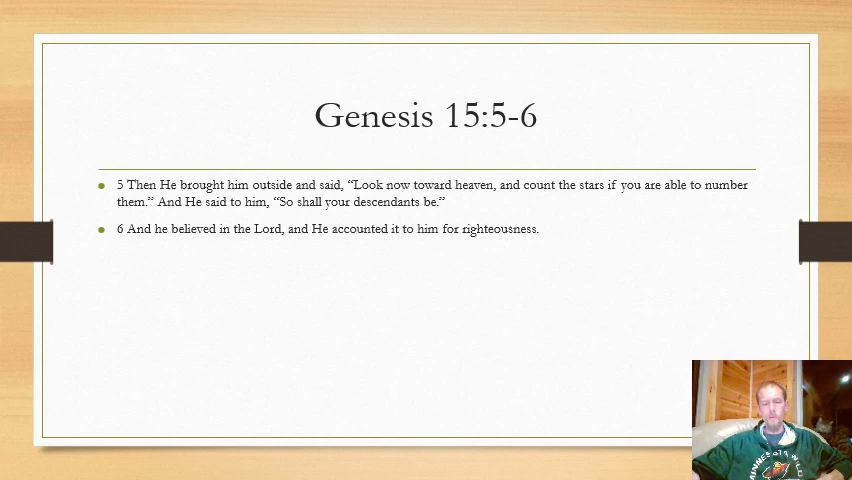 Genesis 15:5-6
5 Then He brought him outside and said, “Look now toward heaven, and count the stars if you are able to number
them.” And He said to him, “So shall your descendants be.”
6 And he believed in the Lord, and He accounted it to him for righteousness.
MINNESOTA WILD